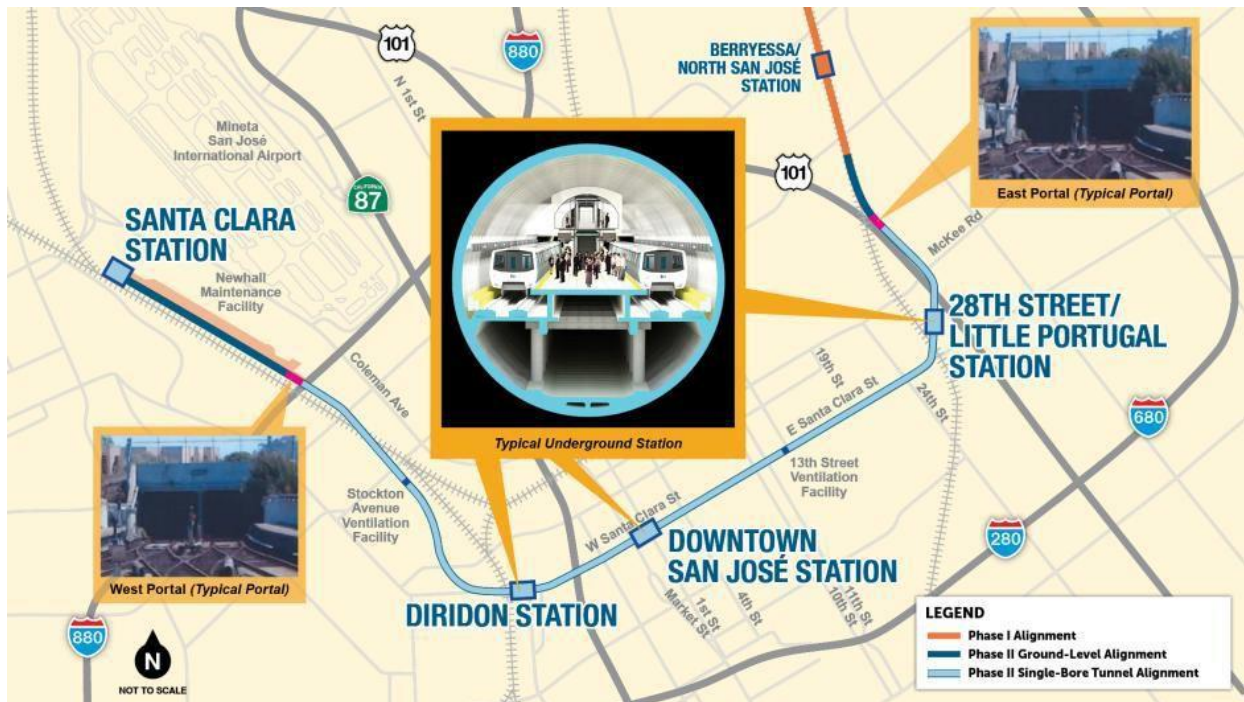 101
880
N 1st St
BERRYESSA/
NORTH SAN JOSÉ
STATION
East Portal (Typical Portal)
Mineta
San José
International Airport
CALIFORNIA
87
101
McKee Rd
SANTA CLARA
STATION
Newhall
Maintenance
Facility
Coleman Ave
28TH STREET/
LITTLE PORTUGAL
STATION
19th St
E Santa Clara St
24th St
680
Typical Underground Station
13th Street
Ventilation
Facility
Stockton
Avenue
Ventilation
Facility
W Santa Clara St
DOWNTOWN
SAN JOSÉ STATION
280
West Portal (Typical Portal)
DIRIDON STATION
Market St
1st St
4th St
10th St
11th St
880
N
NOT TO SCALE
LEGEND
Phase I Alignment
Phase II Ground-Level Alignment
Phase II Single-Bore Tunnel Alignment